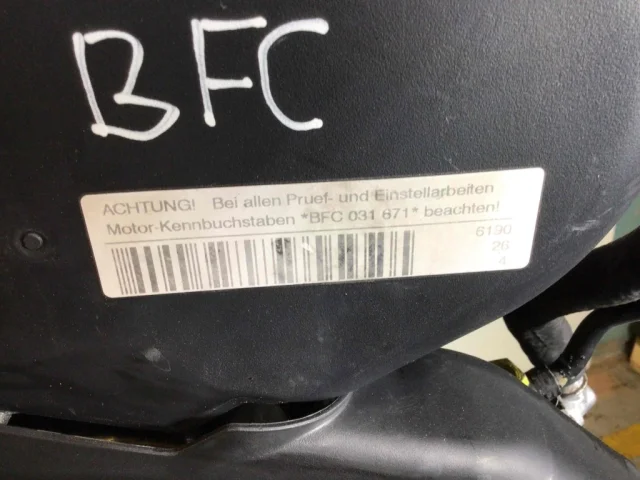 BFC
ACHTUNG! Bei allen Pruef- und Einstellarbeiten
Motor-Kennbuchstaben *BFC 031 671* beachten!
6190
26
4